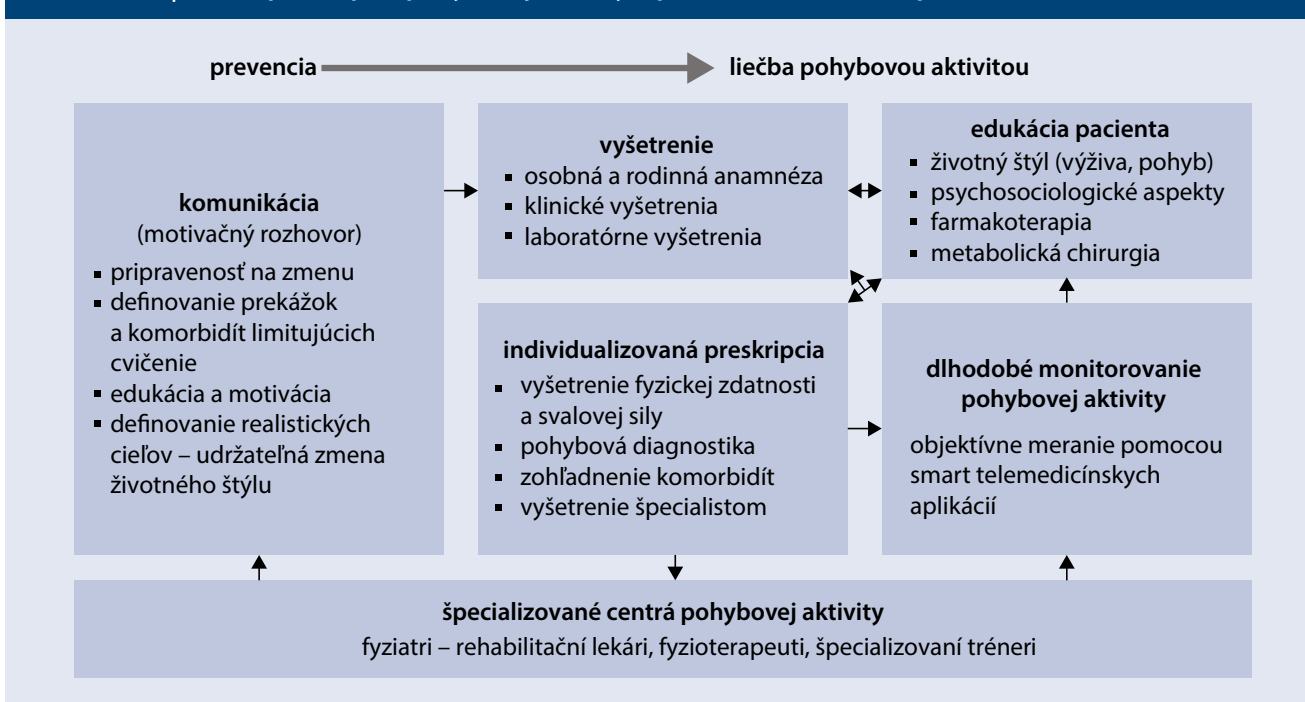 prevencia
liečba pohybovou aktivitou
komunikácia
(motivačný rozhovor)
▪ pripravenosť na zmenu
▪ definovanie prekážok
a komorbidít limitujúcich
cvičenie
▪ edukácia a motivácia
▪ definovanie realistických
cieľov – udržateľná zmena
životného štýlu
vyšetrenie
▪ osobná a rodinná anamnéza
▪ klinické vyšetrenia
▪ laboratórne vyšetrenia
edukácia pacienta
▪ životný štýl (výživa, pohyb)
▪ psychosociologické aspekty
▪ farmakoterapia
▪ metabolická chirurgia
individualizovaná preskripcia
▪ vyšetrenie fyzickej zdatnosti
a svalovej sily
▪ pohybová diagnostika
▪ zohľadnenie komorbidít
▪ vyšetrenie špecialistom
dlhodobé monitorovanie
pohybovej aktivity
objektívne meranie pomocou
smart telemedicínskych
aplikácií
špecializované centrá pohybovej aktivity
fyziatri – rehabilitační lekári, fyzioterapeuti, špecializovaní tréneri